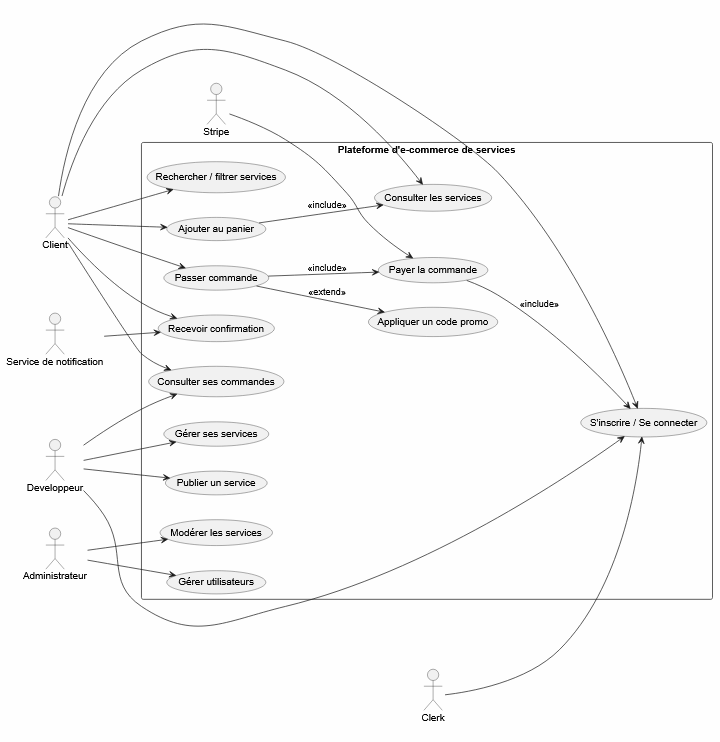 Stripe
Plateforme d'e-commerce de services
Rechercher / filtrer services
Consulter les services
«include»
Ajouter au panier
Client
Passer commande
«include»
Payer la commande
«extend»
«include»
Appliquer un code promo
Recevoir confirmation
Service de notification
Consulter ses commandes
S'inscrire / Se connecter
Gérer ses services
Publier un service
Developpeur
Modérer les services
Administrateur
Gérer utilisateurs
Clerk